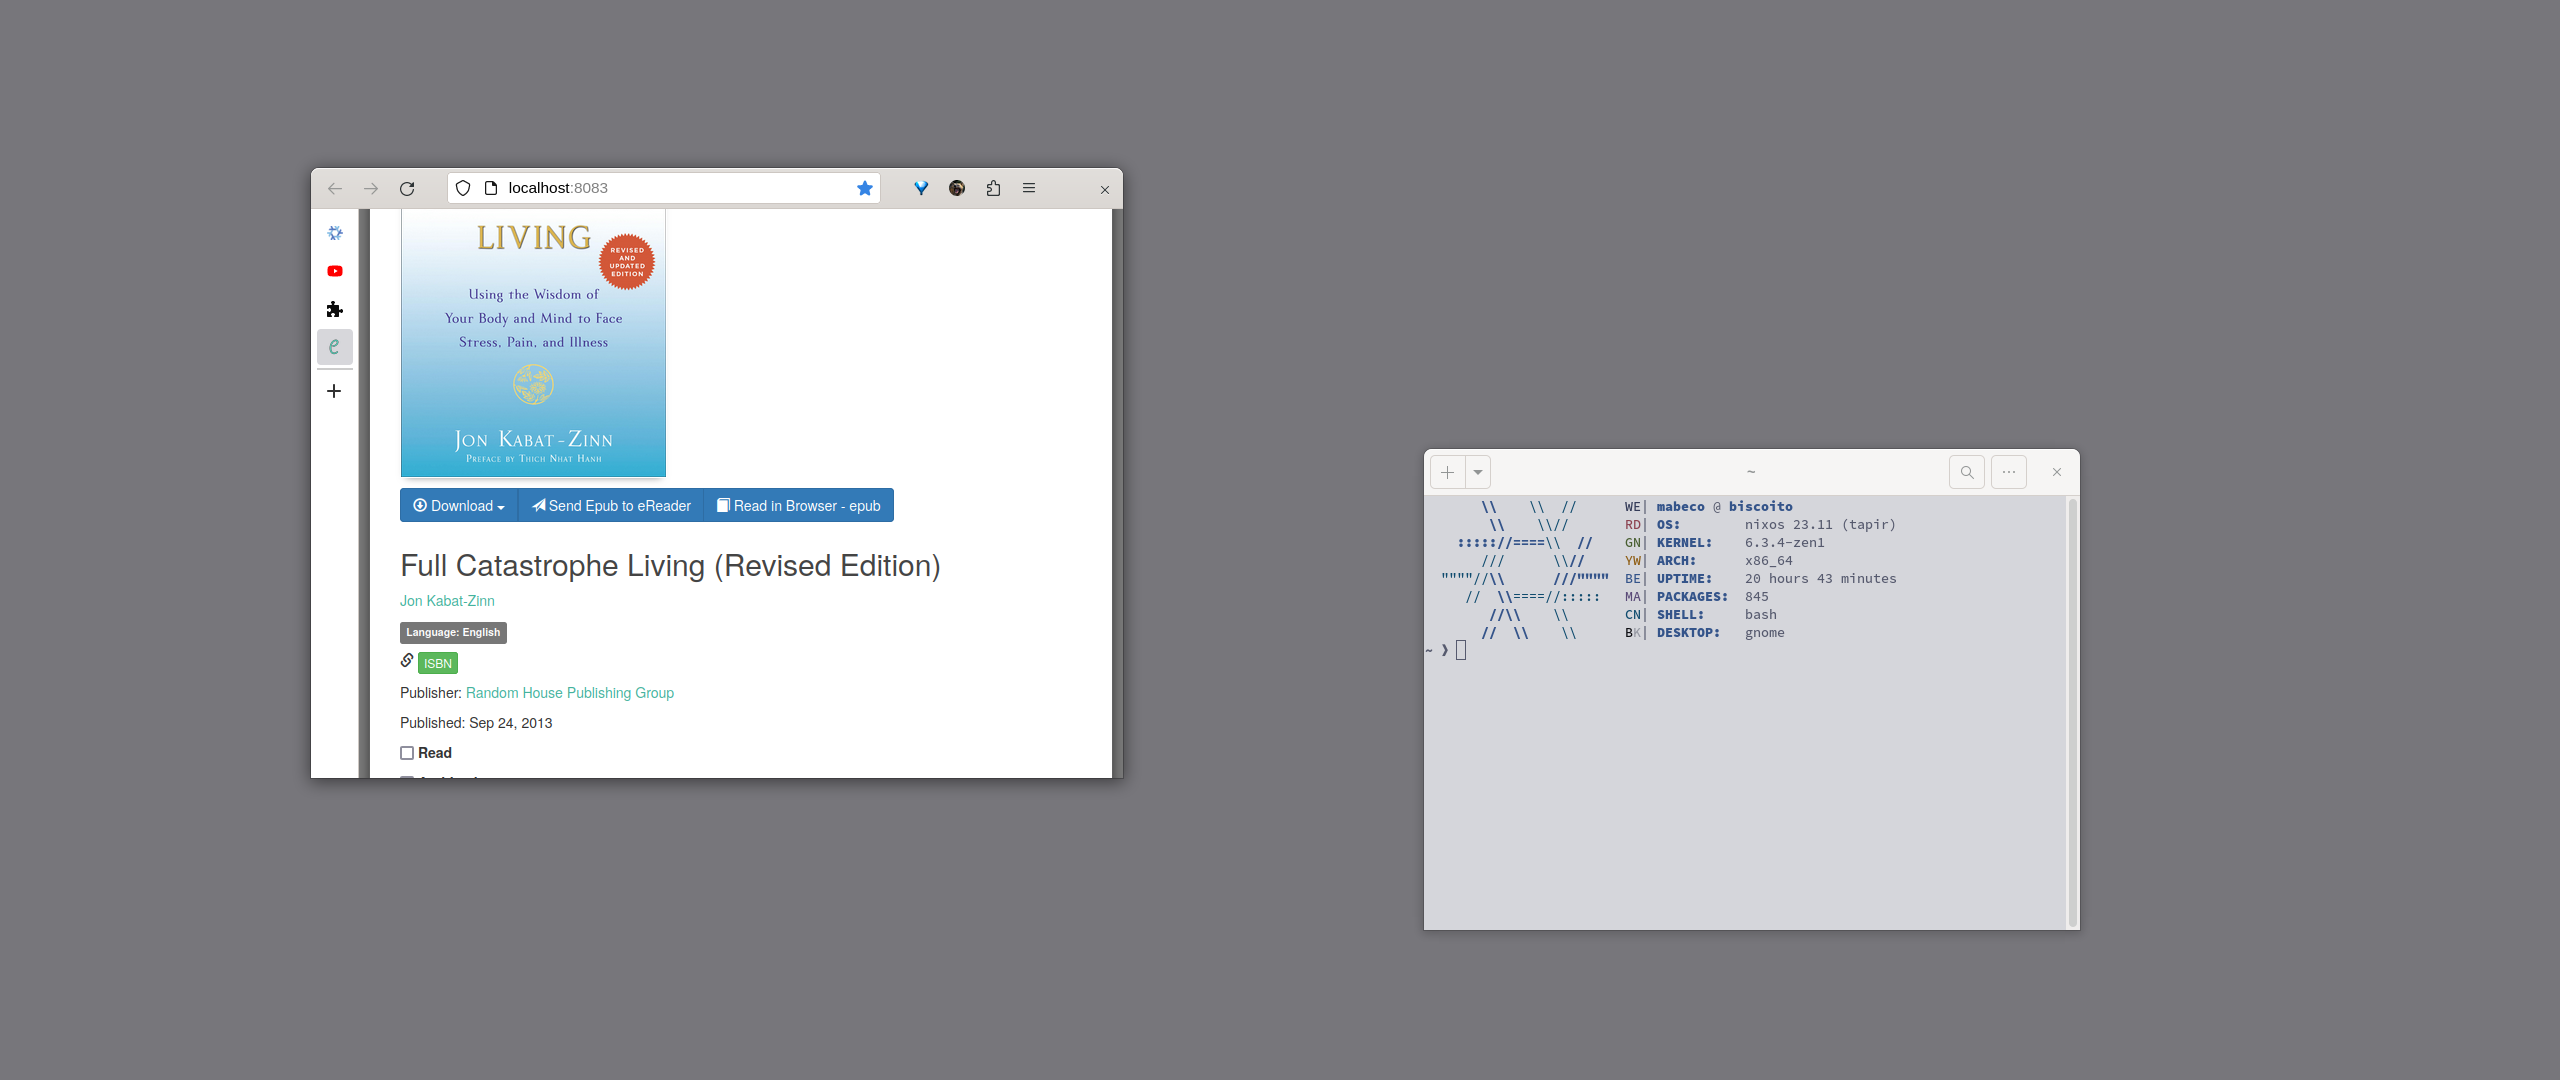 localhost:8083
LIVING
REVISED
AND
UPDATED
EDITION
Using the Wisdom of
Your Body and Mind to Face
Stress, Pain, and Illness
JON KABAT-ZINN
PREFACE BY THICH NHAT HANH
Download
Send Epub to eReader
Read in Browser - epub
Full Catastrophe Living (Revised Edition)
Jon Kabat-Zinn
Language: English
ISBN
Publisher: Random House Publishing Group
Published: Sep 24, 2013
Read
~
WE| mabeco @ biscoito
RD| OS: nixos 23.11 (tapir)
GN| KERNEL: 6.3.4-zen1
YW| ARCH: x86_64
BE| UPTIME: 20 hours 43 minutes
MA| PACKAGES: 845
CN| SHELL: bash
BK| DESKTOP: gnome
~ ❯